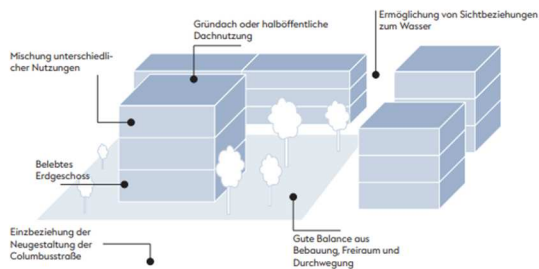 Gründach oder halböffentliche
Dachnutzung
Ermöglichung von Sichtbeziehungen
zum Wasser
Mischung unterschiedli-
cher Nutzungen
Belebtes
Erdgeschoss
Einzbeziehung der
Neugestaltung der
Columbusstraße
Gute Balance aus
Bebauung, Freiraum und
Durchwegung